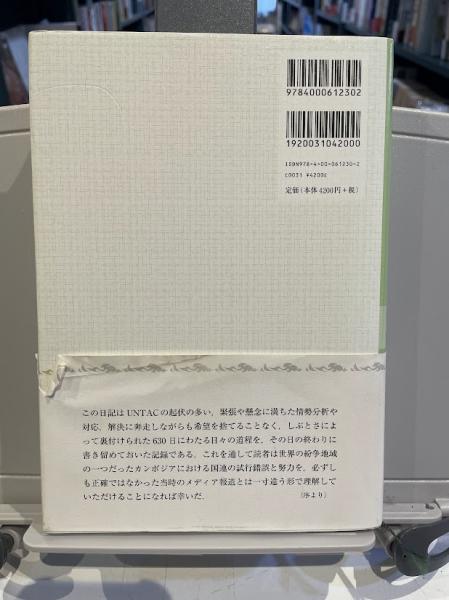 9784000612302
1920031042000
ISBN978-4-00-061230-2
C0031 ¥4200E
定価(本体 4200円+税)
この日記は UNTAC の起伏の多い，緊張や懸念に満ちた情勢分析や
対応，解決に奔走しながらも希望を捨てることなく，しぶとさによ
って裏付けられた 630 日にわたる日々の道程を，その日の終わりに
書き留めておいた記録である．これを通して読者は世界の紛争地域
の一つだったカンボジアにおける国連の試行錯誤と努力を，必ずし
も正確ではなかった当時のメディア報道とは一寸違う形で理解して
いただけることになれば幸いだ．
（序より）